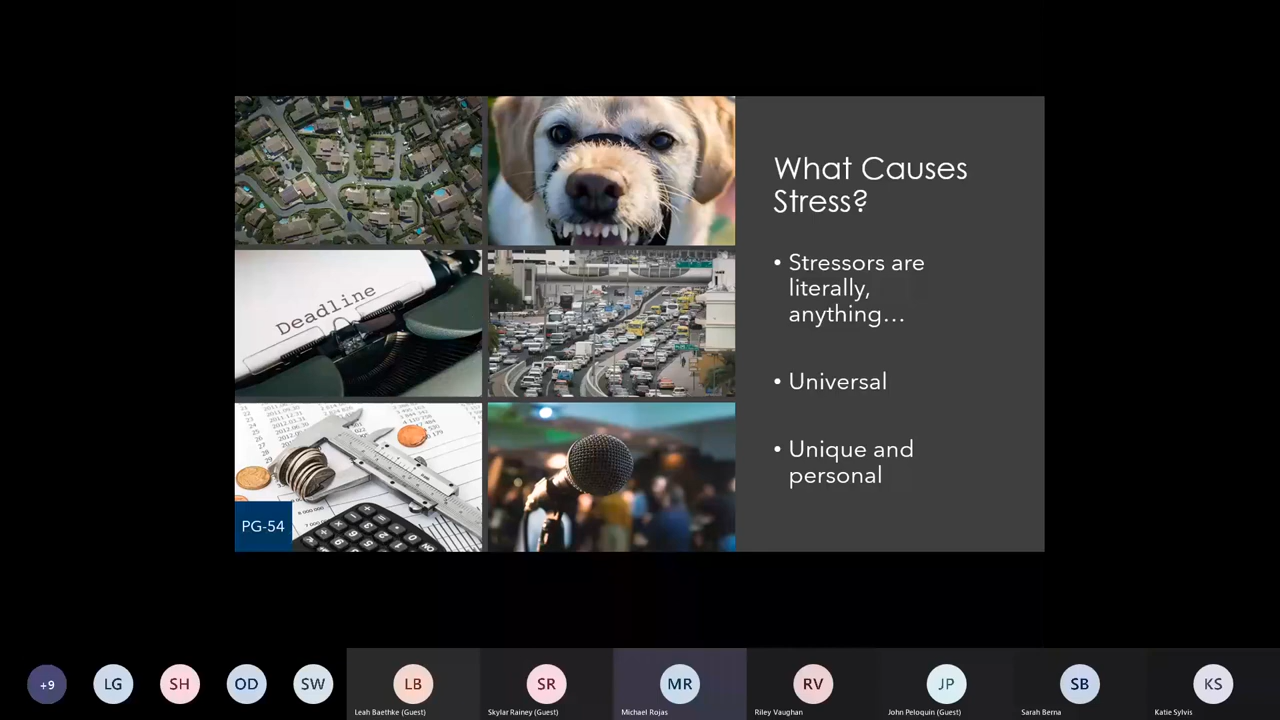 What Causes
Stress?
• Stressors are
literally,
anything...
• Universal
• Unique and
personal
Deadline
PG-54
+9
LG
SH
OD
SW
LB
SR
MR
RV
JP
SB
KS
Leah Baethke (Guest)
Skylar Rainey (Guest)
Michael Rojas
Riley Vaughan
John Peloquin (Guest)
Sarah Berna
Katie Sylvis